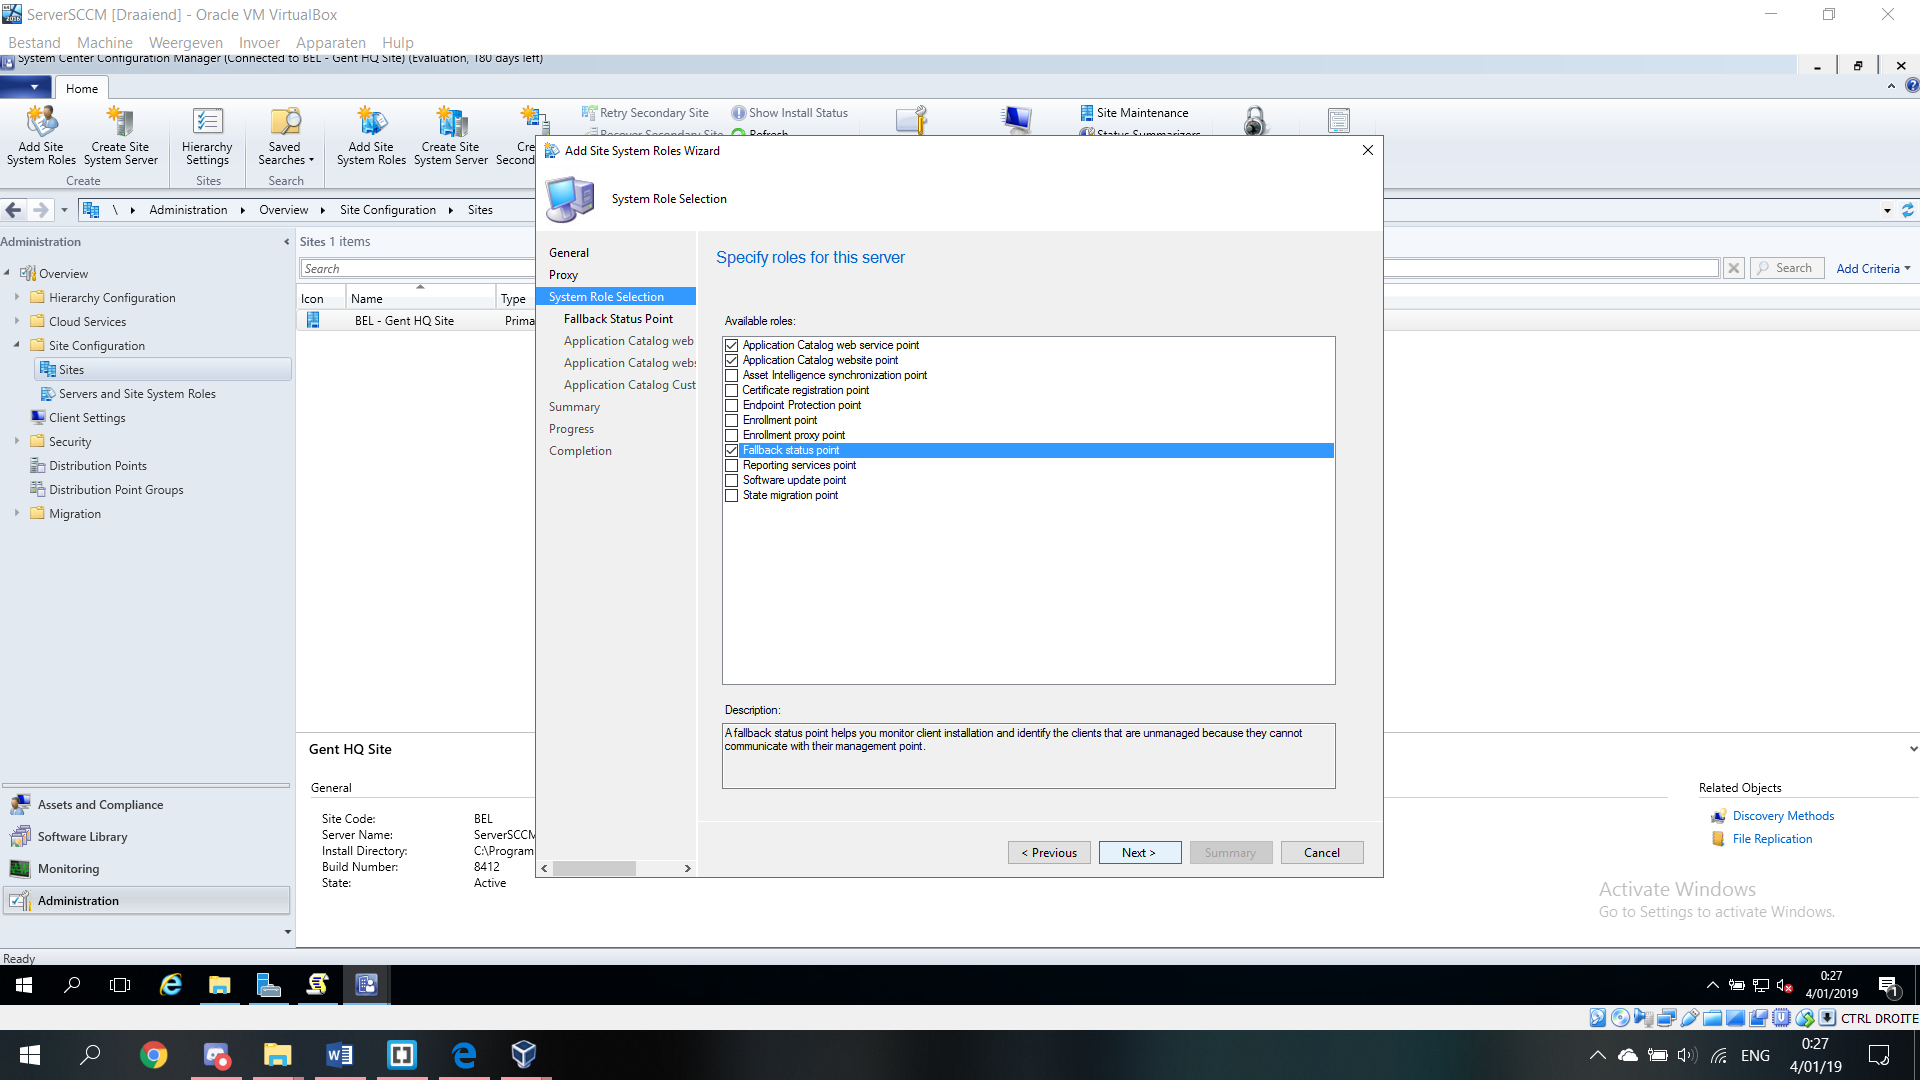 ServerSCCM [Draaiend] - Oracle VM VirtualBox
Bestand Machine Weergeven Invoer Apparaten Hulp
System Center Configuration Manager (Connected to BEL - Gent HQ Site) (Evaluation, 180 days left)
Home
Add Site System Roles
Create Site System Server
Create
Hierarchy Settings
Sites
Saved Searches
Search
Add Site System Roles
Create Site System Server
Cre
Second
Retry Secondary Site
Recover Secondary Site
Show Install Status
Refresh
Site Maintenance
Status Summarizers
\ Administration Overview Site Configuration Sites
Administration
Overview
Hierarchy Configuration
Cloud Services
Site Configuration
Sites
Servers and Site System Roles
Client Settings
Security
Distribution Points
Distribution Point Groups
Migration
Assets and Compliance
Software Library
Monitoring
Administration
Ready
Sites 1 items
Search
Search
Add Criteria
Icon Name Type
BEL - Gent HQ Site Prima
Gent HQ Site
General
Site Code: BEL
Server Name: ServerSCCM
Install Directory: C:\Program
Build Number: 8412
State: Active
Related Objects
Discovery Methods
File Replication
Add Site System Roles Wizard
System Role Selection
General
Proxy
System Role Selection
Fallback Status Point
Application Catalog web
Application Catalog webs
Application Catalog Cust
Summary
Progress
Completion
Specify roles for this server
Available roles:
Application Catalog web service point
Application Catalog website point
Asset Intelligence synchronization point
Certificate registration point
Endpoint Protection point
Enrollment point
Enrollment proxy point
Fallback status point
Reporting services point
Software update point
State migration point
Description:
A fallback status point helps you monitor client installation and identify the clients that are unmanaged because they cannot
communicate with their management point.
< Previous
Next >
Summary
Cancel
Activate Windows
Go to Settings to activate Windows.
0:27
4/01/2019
1
CTRL DROITE
ENG
0:27
4/01/19